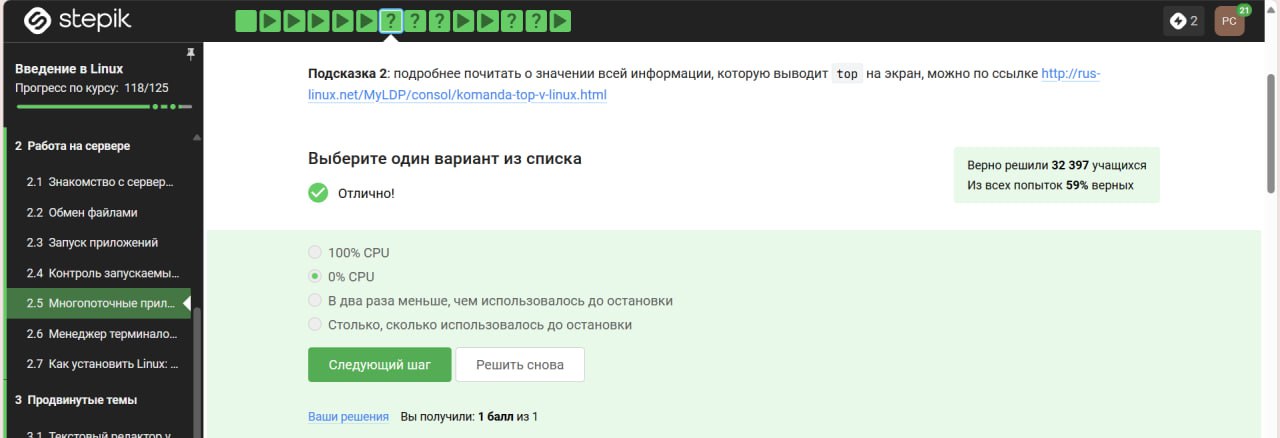 stepik
? ? ? ? ?
2
РС
21
Введение в Linux
Прогресс по курсу: 118/125
2 Работа на сервере
2.1 Знакомство с сервер...
2.2 Обмен файлами
2.3 Запуск приложений
2.4 Контроль запускаемы...
2.5 Многопоточные прил...
2.6 Менеджер терминало...
2.7 Как установить Linux: ...
3 Продвинутые темы
3.1 Текстовый редактор v
Подсказка 2: подробнее почитать о значении всей информации, которую выводит top на экран, можно по ссылке http://rus-
linux.net/MyLDP/consol/komanda-top-v-linux.html
Выберите один вариант из списка
Отлично!
Верно решили 32 397 учащихся
Из всех попыток 59% верных
100% CPU
0% CPU
В два раза меньше, чем использовалось до остановки
Столько, сколько использовалось до остановки
Следующий шаг
Решить снова
Ваши решения Вы получили: 1 балл из 1